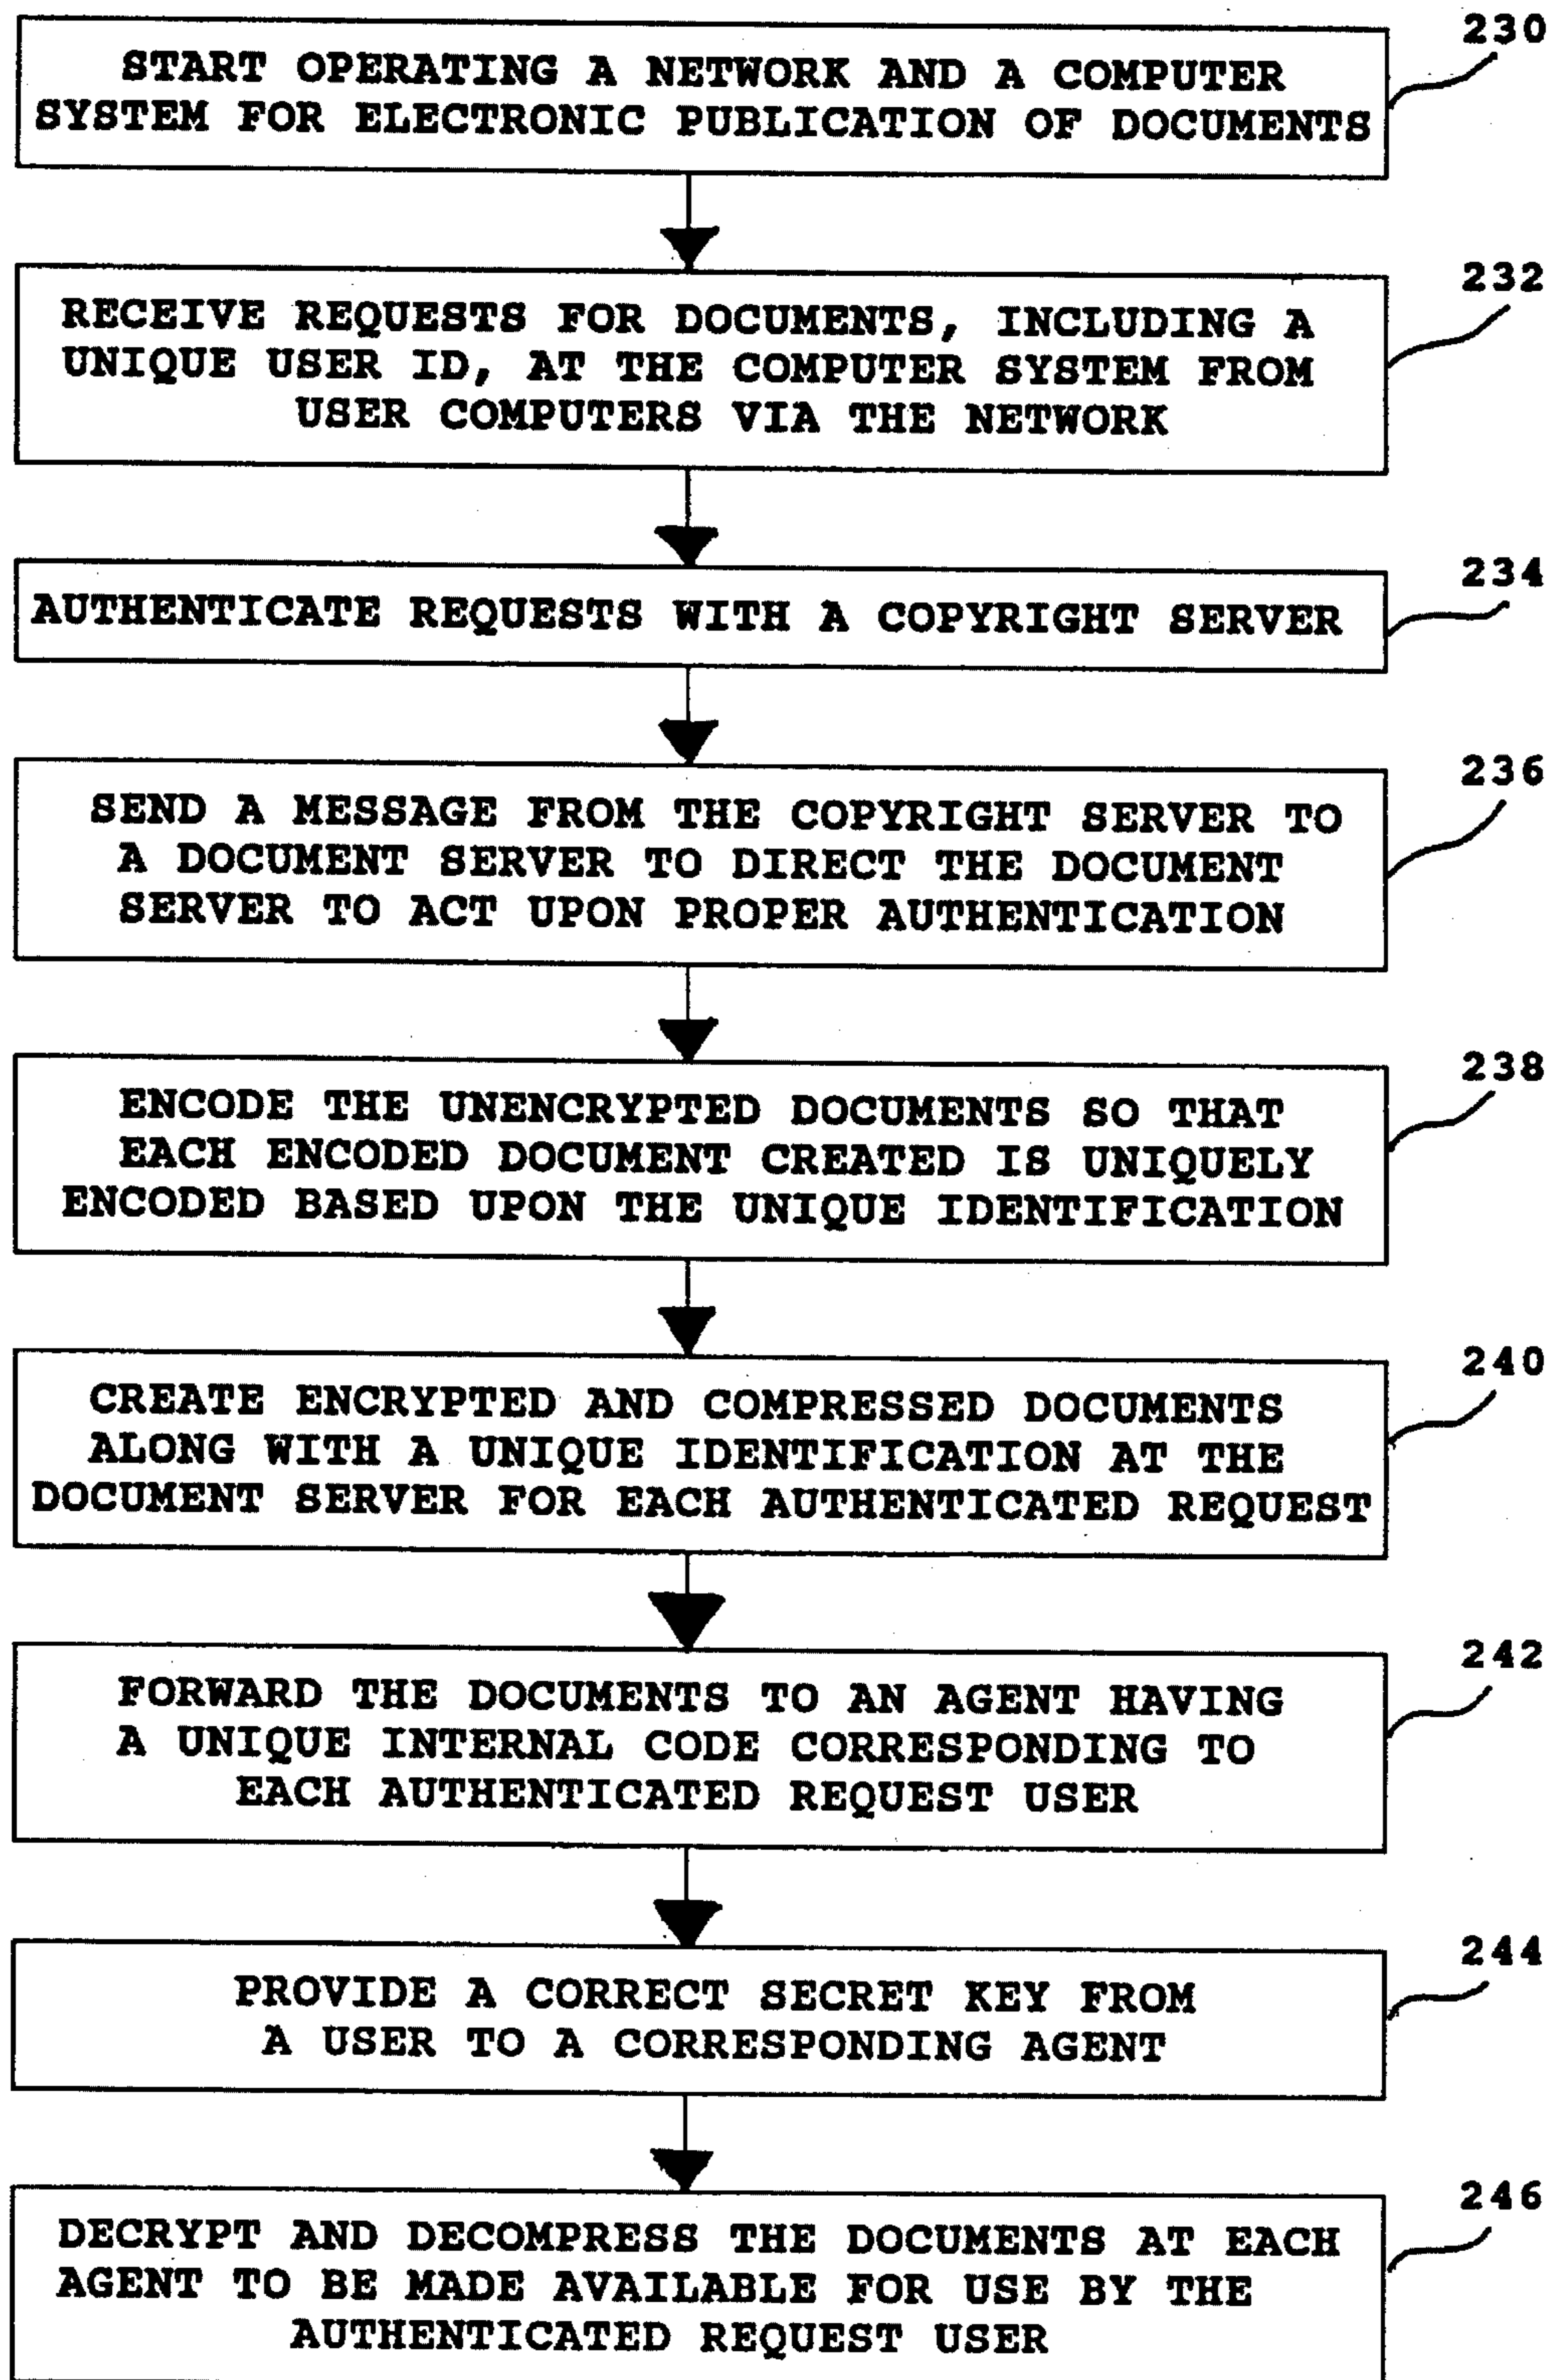 230
START OPERATING A NETWORK AND A COMPUTER
SYSTEM FOR ELECTRONIC PUBLICATION OF DOCUMENTS
232
RECEIVE REQUESTS FOR DOCUMENTS, INCLUDING A
UNIQUE USER ID, AT THE COMPUTER SYSTEM FROM
USER COMPUTERS VIA THE NETWORK
234
AUTHENTICATE REQUESTS WITH A COPYRIGHT SERVER
236
SEND A MESSAGE FROM THE COPYRIGHT SERVER TO
A DOCUMENT SERVER TO DIRECT THE DOCUMENT
SERVER TO ACT UPON PROPER AUTHENTICATION
238
ENCODE THE UNENCRYPTED DOCUMENTS SO THAT
EACH ENCODED DOCUMENT CREATED IS UNIQUELY
ENCODED BASED UPON THE UNIQUE IDENTIFICATION
240
CREATE ENCRYPTED AND COMPRESSED DOCUMENTS
ALONG WITH A UNIQUE IDENTIFICATION AT THE
DOCUMENT SERVER FOR EACH AUTHENTICATED REQUEST
242
FORWARD THE DOCUMENTS TO AN AGENT HAVING
A UNIQUE INTERNAL CODE CORRESPONDING TO
EACH AUTHENTICATED REQUEST USER
244
PROVIDE A CORRECT SECRET KEY FROM
A USER TO A CORRESPONDING AGENT
246
DECRYPT AND DECOMPRESS THE DOCUMENTS AT EACH
AGENT TO BE MADE AVAILABLE FOR USE BY THE
AUTHENTICATED REQUEST USER